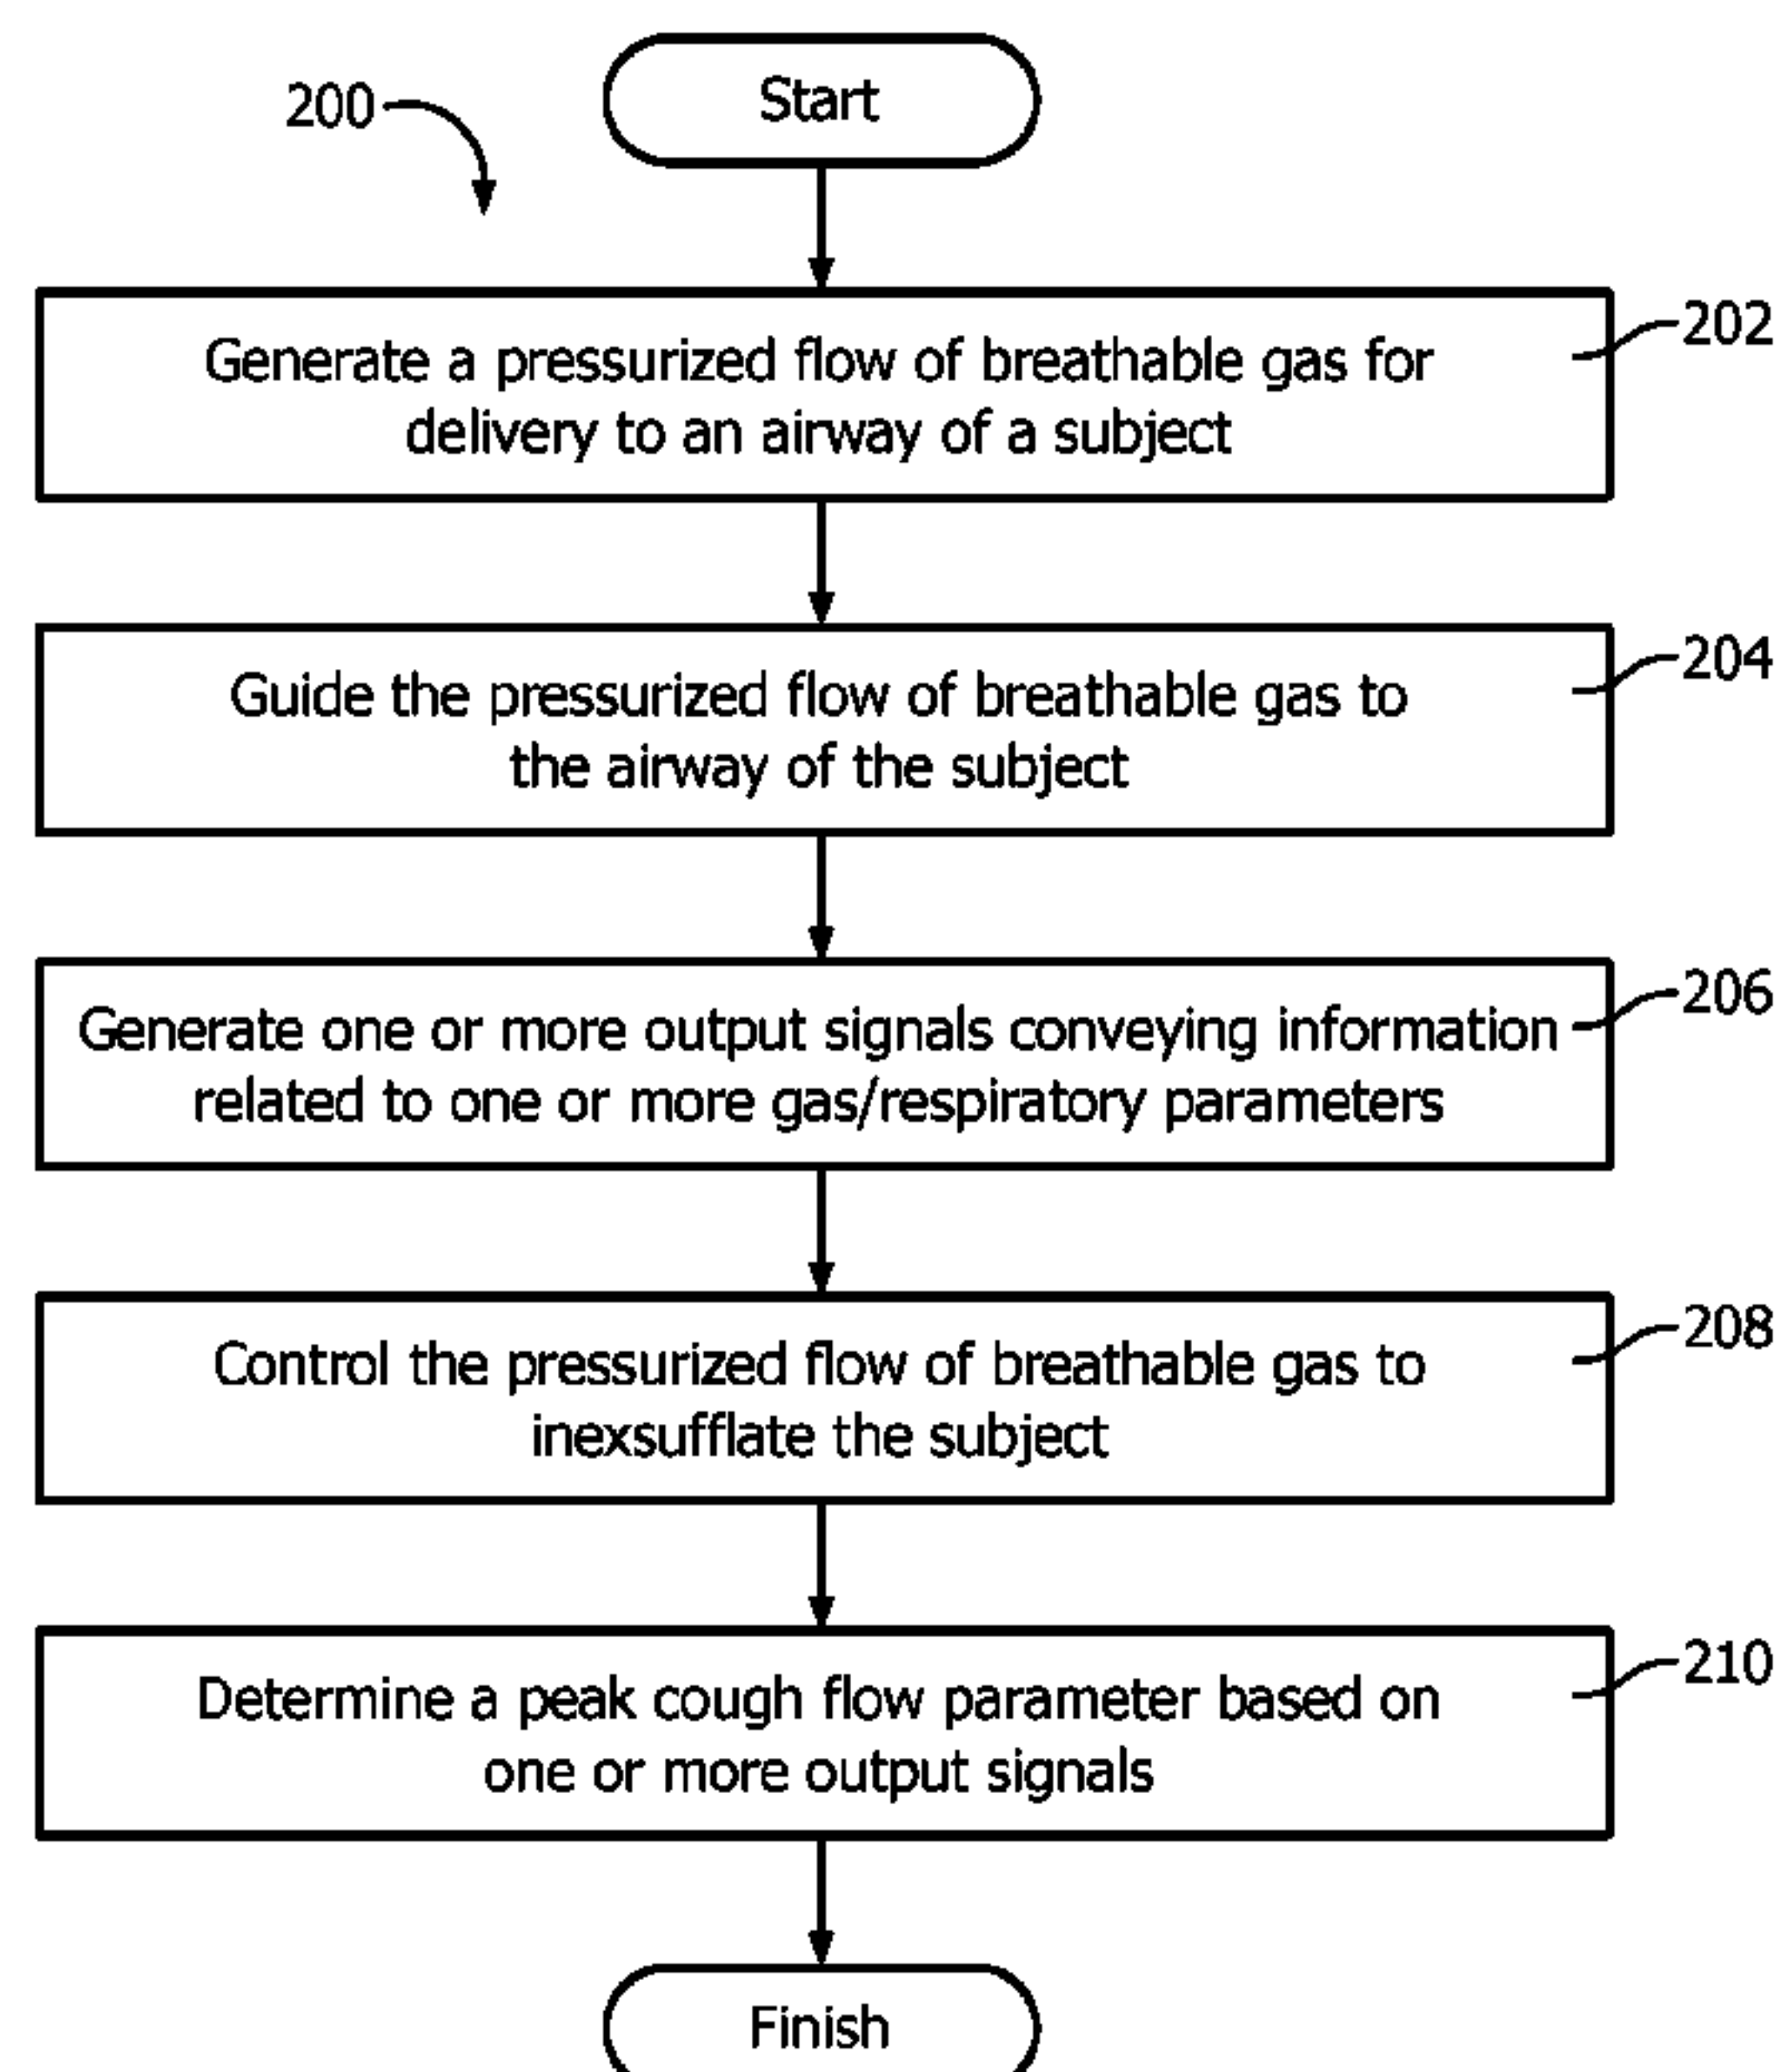 200
Start
202
Generate a pressurized flow of breathable gas for
delivery to an airway of a subject
204
Guide the pressurized flow of breathable gas to
the airway of the subject
206
Generate one or more output signals conveying information
related to one or more gas/respiratory parameters
208
Control the pressurized flow of breathable gas to
inexsufflate the subject
210
Determine a peak cough flow parameter based on
one or more output signals
Finish